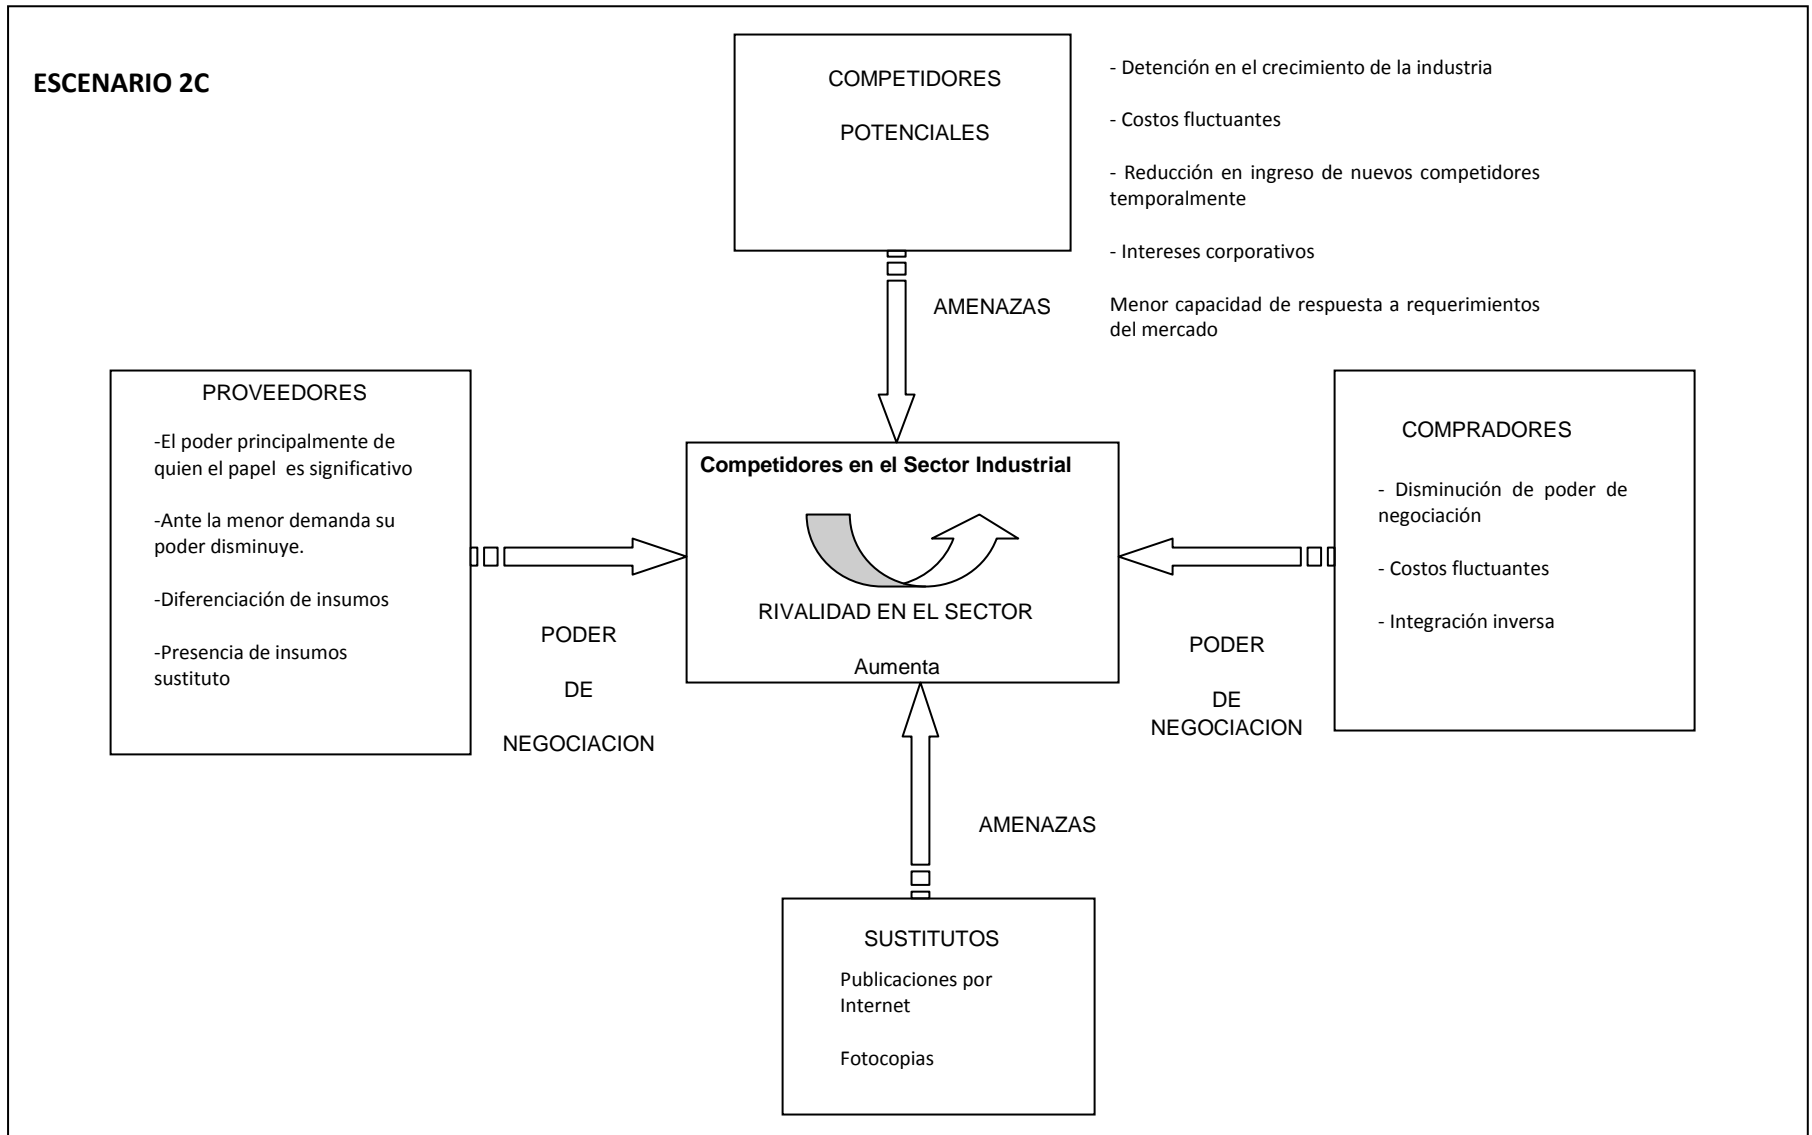 ESCENARIO 2C
COMPETIDORES
POTENCIALES
- Detención en el crecimiento de la industria
- Costos fluctuantes
- Reducción en ingreso de nuevos competidores
temporalmente
- Intereses corporativos
Menor capacidad de respuesta a requerimientos
del mercado
AMENAZAS
PROVEEDORES
-El poder principalmente de
quien el papel es significativo
-Ante la menor demanda su
poder disminuye.
-Diferenciación de insumos
-Presencia de insumos
sustituto
PODER
DE
NEGOCIACION
Competidores en el Sector Industrial
RIVALIDAD EN EL SECTOR
Aumenta
PODER
DE
NEGOCIACION
COMPRADORES
- Disminución de poder de
negociación
- Costos fluctuantes
- Integración inversa
AMENAZAS
SUSTITUTOS
Publicaciones por
Internet
Fotocopias